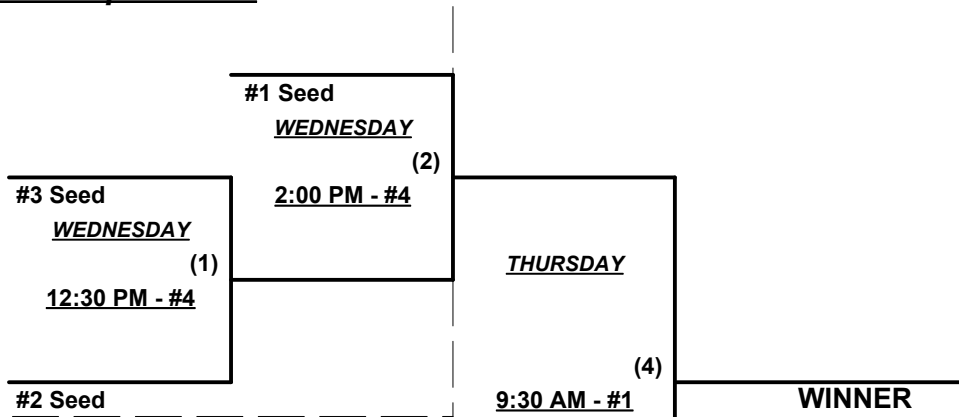 #1 Seed
WEDNESDAY
(2)
2:00 PM - #4
#3 Seed
WEDNESDAY
(1)
12:30 PM - #4
THURSDAY
(4)
9:30 AM - #1
#2 Seed
WINNER